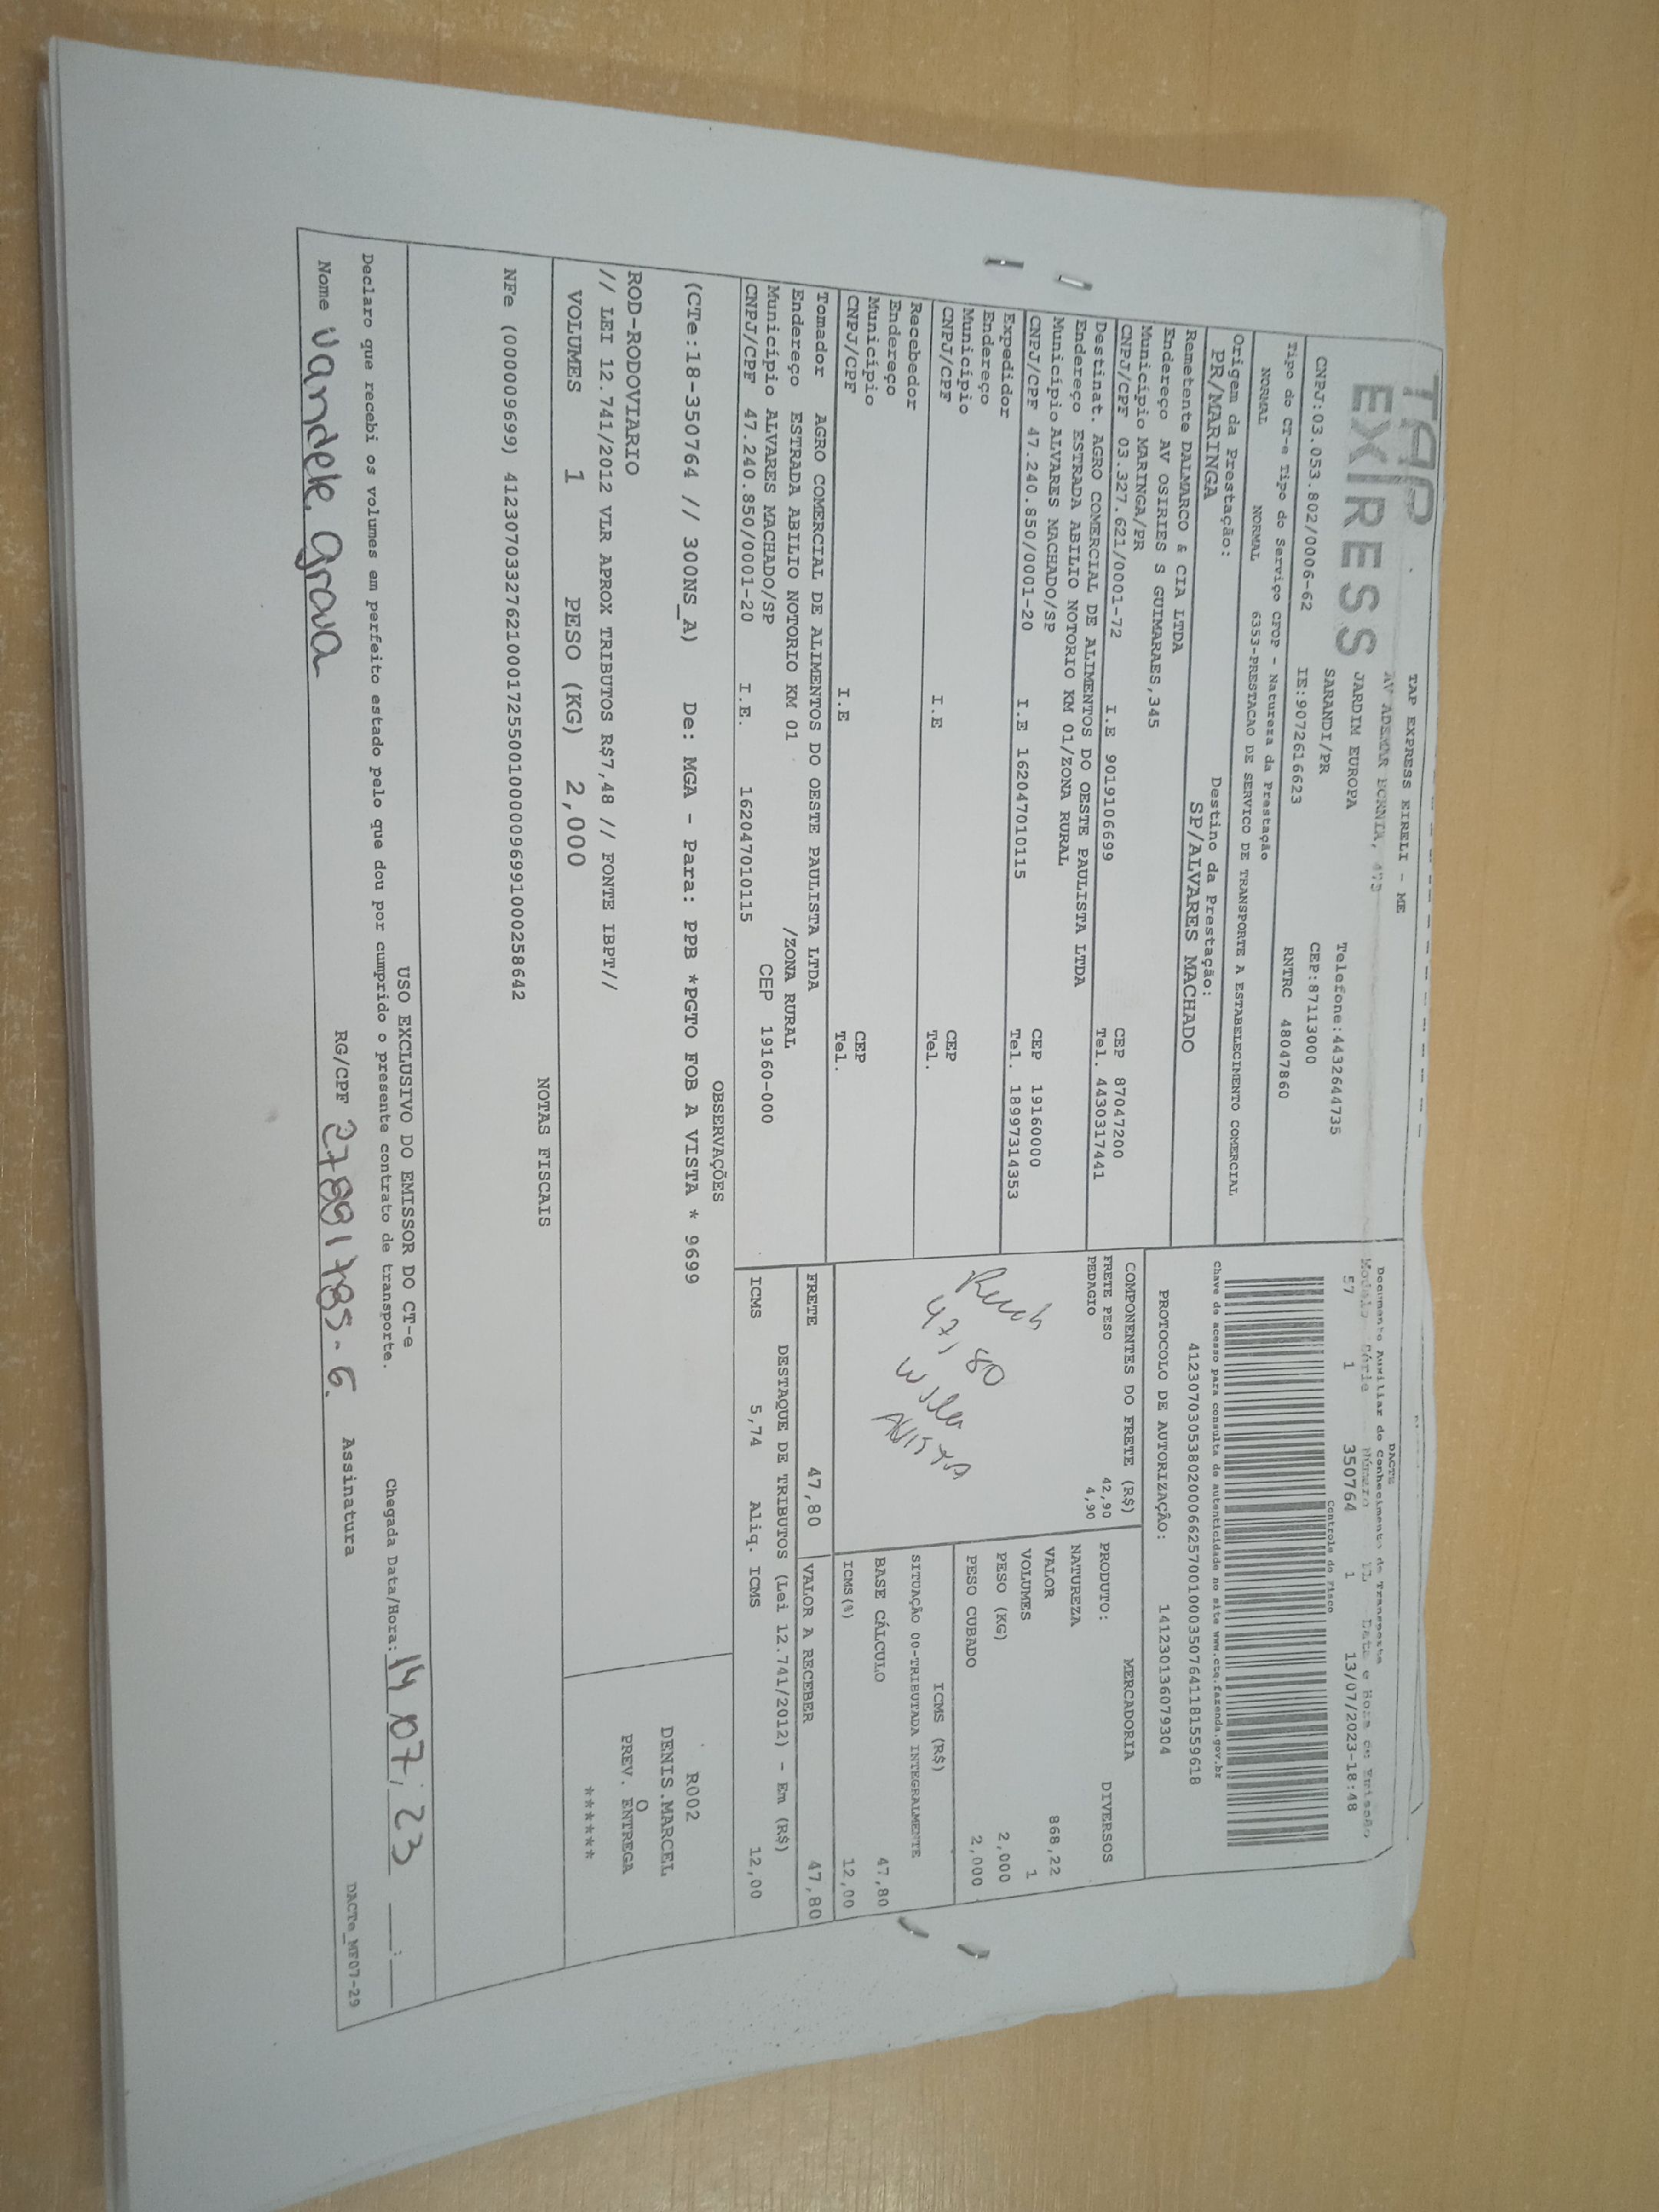 TAP
EXPRESS
TAP EXPRESS EIRELI - ME
AV ADEMAR BORNIA, 475
JARDIM EUROPA Telefone:4432644735
SARANDI/PR CEP:87113000
CNPJ:03.053.802/0006-62 IE:9072616623 RNTRC 48047860
DACTE
Documento Auxiliar do Conhecimento de Transporte
Modelo Série Número FL Data e Hora de Emissão
57 1 350764 1 13/07/2023-18:48
Controle do Fisco
Tipo do CT-e Tipo do Serviço CFOP - Natureza da Prestação
NORMAL NORMAL 6353-PRESTACAO DE SERVICO DE TRANSPORTE A ESTABELECIMENTO COMERCIAL
Chave de acesso para consulta de autenticidade no site www.cte.fazenda.gov.br
41230703053802000662570010003507641181559618
Origem da Prestação: Destino da Prestação:
PR/MARINGA SP/ALVARES MACHADO
PROTOCOLO DE AUTORIZAÇÃO: 141230136079304
Remetente DALMARCO & CIA LTDA
Endereço AV OSIRIES S GUIMARAES,345
Município MARINGA/PR CEP 87047200
CNPJ/CPF 03.327.621/0001-72 I.E 9019106699 Tel. 4430317441
Destinat. AGRO COMERCIAL DE ALIMENTOS DO OESTE PAULISTA LTDA
Endereço ESTRADA ABILIO NOTORIO KM 01/ZONA RURAL
Município ALVARES MACHADO/SP CEP 19160000
CNPJ/CPF 47.240.850/0001-20 I.E 162047010115 Tel. 18997314353
Expedidor
Endereço
Município CEP
CNPJ/CPF I.E Tel.
Recebedor
Endereço
Município CEP
CNPJ/CPF I.E Tel.
Tomador AGRO COMERCIAL DE ALIMENTOS DO OESTE PAULISTA LTDA
Endereço ESTRADA ABILIO NOTORIO KM 01 /ZONA RURAL
Município ALVARES MACHADO/SP CEP 19160-000
CNPJ/CPF 47.240.850/0001-20 I.E. 162047010115
COMPONENTES DO FRETE (R$)
FRETE PESO 42,90
PEDAGIO 4,90
47,80
AVISTA
MERCADORIA
PRODUTO: DIVERSOS
NATUREZA
VALOR 868,22
VOLUMES 1
PESO (KG) 2,000
PESO CUBADO 2,000
ICMS (R$)
SITUAÇÃO 00-TRIBUTADA INTEGRALMENTE
BASE CÁLCULO 47,80
ICMS(%) 12,00
FRETE 47,80 VALOR A RECEBER 47,80
DESTAQUE DE TRIBUTOS (Lei 12.741/2012) - Em (R$)
ICMS 5,74 Aliq. ICMS 12,00
OBSERVAÇÕES
(CTe:18-350764 // 300NS_A) De: MGA - Para: PPB *PGTO FOB A VISTA * 9699
ROD-RODOVIARIO
// LEI 12.741/2012 VLR APROX TRIBUTOS R$7,48 // FONTE IBPT//
R002
DENIS.MARCEL
O
PREV. ENTREGA
******
VOLUMES 1 PESO (KG) 2,000
NOTAS FISCAIS
NFe (000009699) 41230703327621000172550010000096991000258642
USO EXCLUSIVO DO EMISSOR DO CT-e
Declaro que recebi os volumes em perfeito estado pelo que dou por cumprido o presente contrato de transporte.
Chegada Data/Hora: 14 07 23 __:__
Nome RG/CPF 27891785-6. Assinatura
DACTe_MF07-29